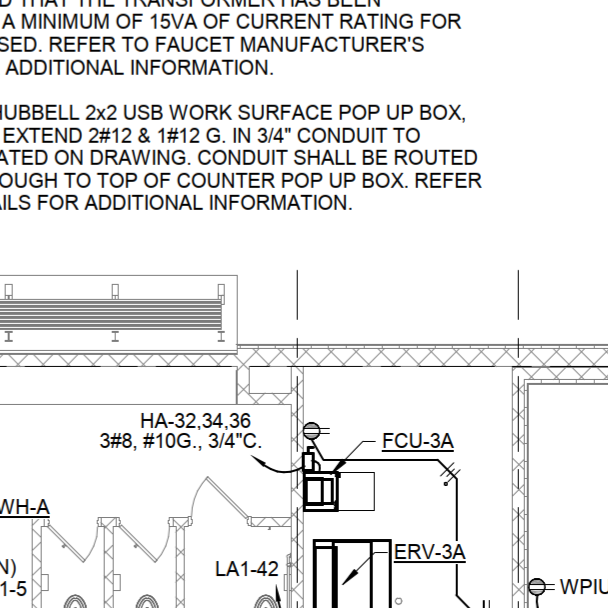 D THAT THE TRANSFORMER HAS BEEN
A MINIMUM OF 15VA OF CURRENT RATING FOR
SED. REFER TO FAUCET MANUFACTURER'S
ADDITIONAL INFORMATION.
HUBBELL 2x2 USB WORK SURFACE POP UP BOX,
EXTEND 2#12 & 1#12 G. IN 3/4" CONDUIT TO
ATED ON DRAWING. CONDUIT SHALL BE ROUTED
OUGH TO TOP OF COUNTER POP UP BOX. REFER
AILS FOR ADDITIONAL INFORMATION.
HA-32,34,36
3#8, #10G., 3/4"C.
FCU-3A
WH-A
ERV-3A
N)
1-5
LA1-42
WPIU